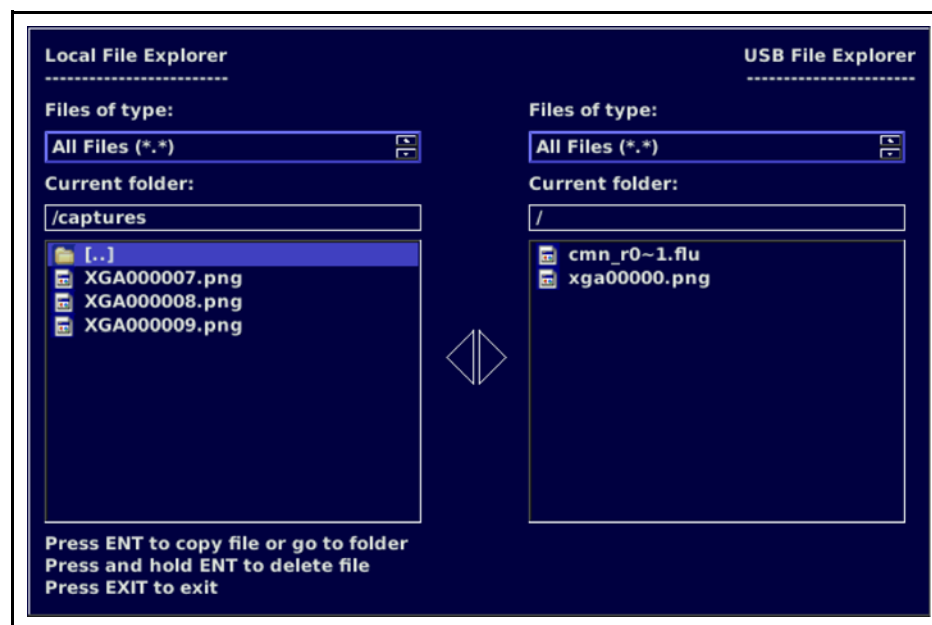 Local File Explorer
-------------------------
Files of type:
All Files (*.*)
Current folder:
/captures
[..]
XGA000007.png
XGA000008.png
XGA000009.png
Press ENT to copy file or go to folder
Press and hold ENT to delete file
Press EXIT to exit
USB File Explorer
-----------------------
Files of type:
All Files (*.*)
Current folder:
/
cmn_r0~1.flu
xga00000.png